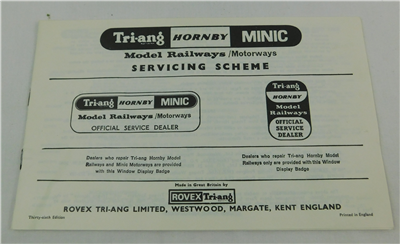 Tri-ang HORNBY MINIC
Model Railways/Motorways
SERVICING SCHEME
Tri-ang HORNBY MINIC
Model Railways/Motorways
OFFICIAL SERVICE DEALER
Tri-ang
HORNBY
Model
Railways
OFFICIAL
SERVICE
DEALER
Dealers who repair Tri-ang Hornby Model
Railways and Minic Motorways are provided
with this Window Display Badge
Dealers who repair Tri-ang Hornby Model
Railways only are provided with this Window
Display Badge
Made in Great Britain by
ROVEX Tri-ang
ROVEX TRI-ANG LIMITED, WESTWOOD, MARGATE, KENT ENGLAND
Thirty-ninth Edition
Printed in England